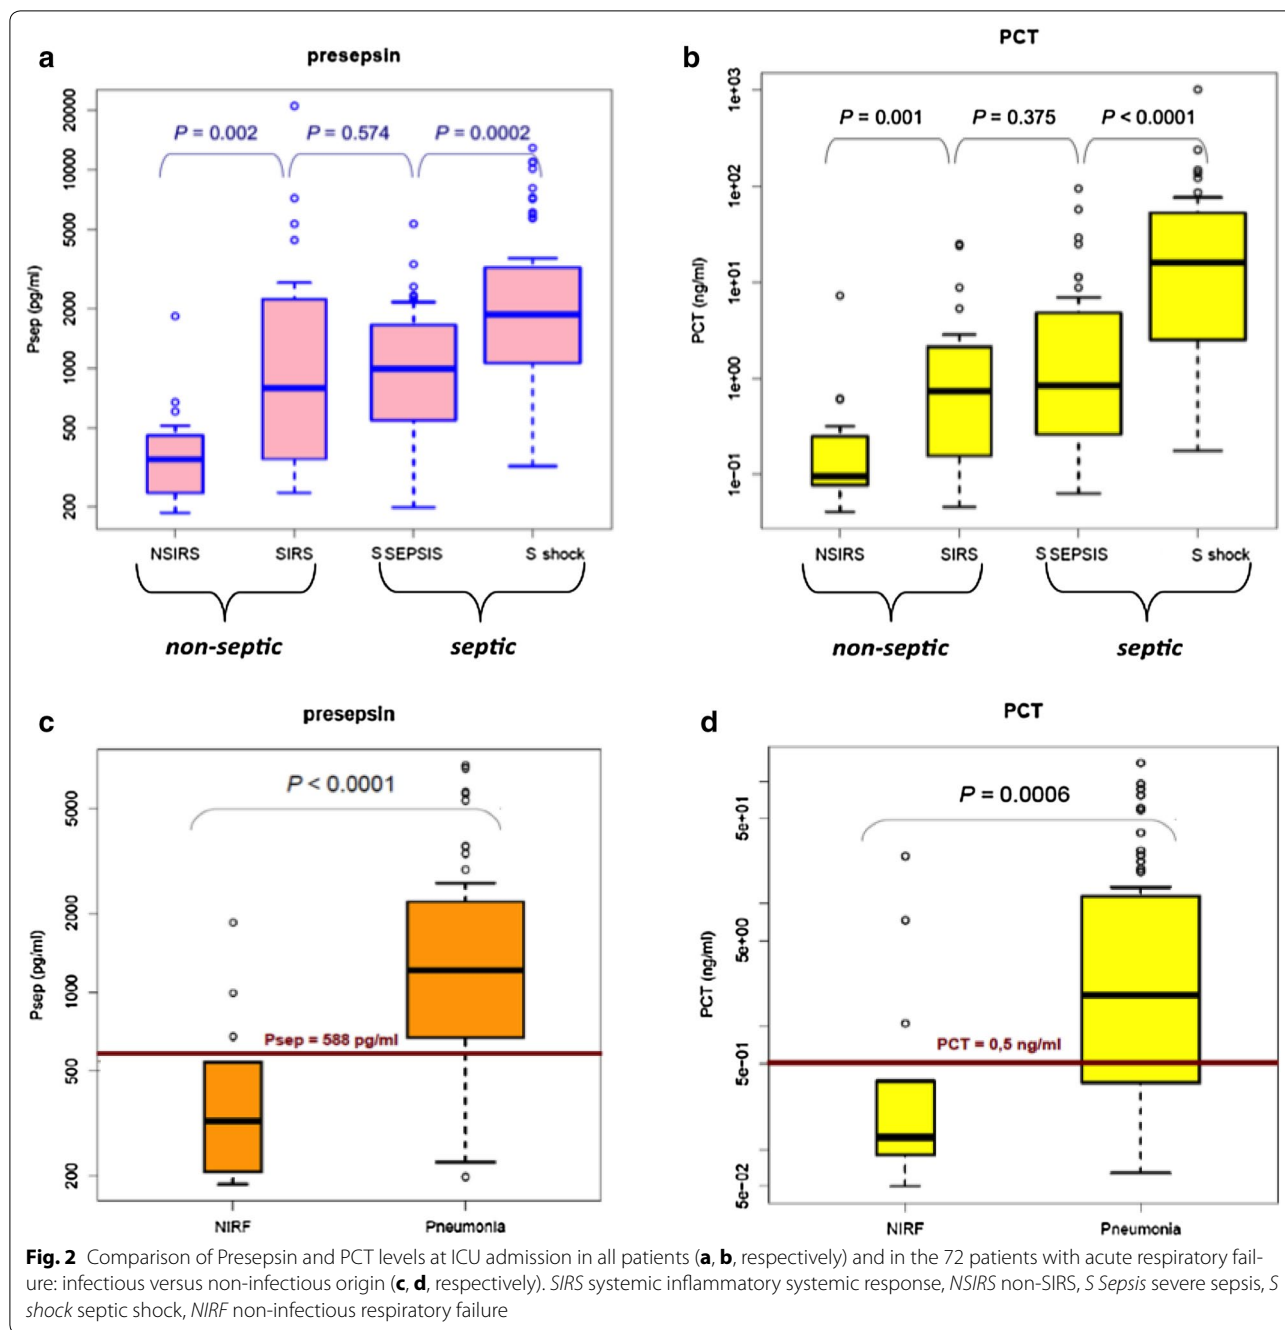 a
presepsin
20000
10000
5000
2000
1000
500
200
Psep (pg/ml)
P = 0.002
P = 0.574
P = 0.0002
NSIRS
SIRS
S SEPSIS
S shock
non-septic
septic
b
PCT
1e+03
1e+02
1e+01
1e+00
1e−01
PCT (ng/ml)
P = 0.001
P = 0.375
P < 0.0001
NSIRS
SIRS
S SEPSIS
S shock
non-septic
septic
c
presepsin
5000
2000
1000
500
200
Psep (pg/ml)
P < 0.0001
Psep = 588 pg/ml
NIRF
Pneumonia
d
PCT
5e+01
5e+00
5e−01
5e−02
PCT (ng/ml)
P = 0.0006
PCT = 0,5 ng/ml
NIRF
Pneumonia
Fig. 2 Comparison of Presepsin and PCT levels at ICU admission in all patients (a, b, respectively) and in the 72 patients with acute respiratory fail-
ure: infectious versus non-infectious origin (c, d, respectively). SIRS systemic inflammatory systemic response, NSIRS non-SIRS, S Sepsis severe sepsis, S
shock septic shock, NIRF non-infectious respiratory failure